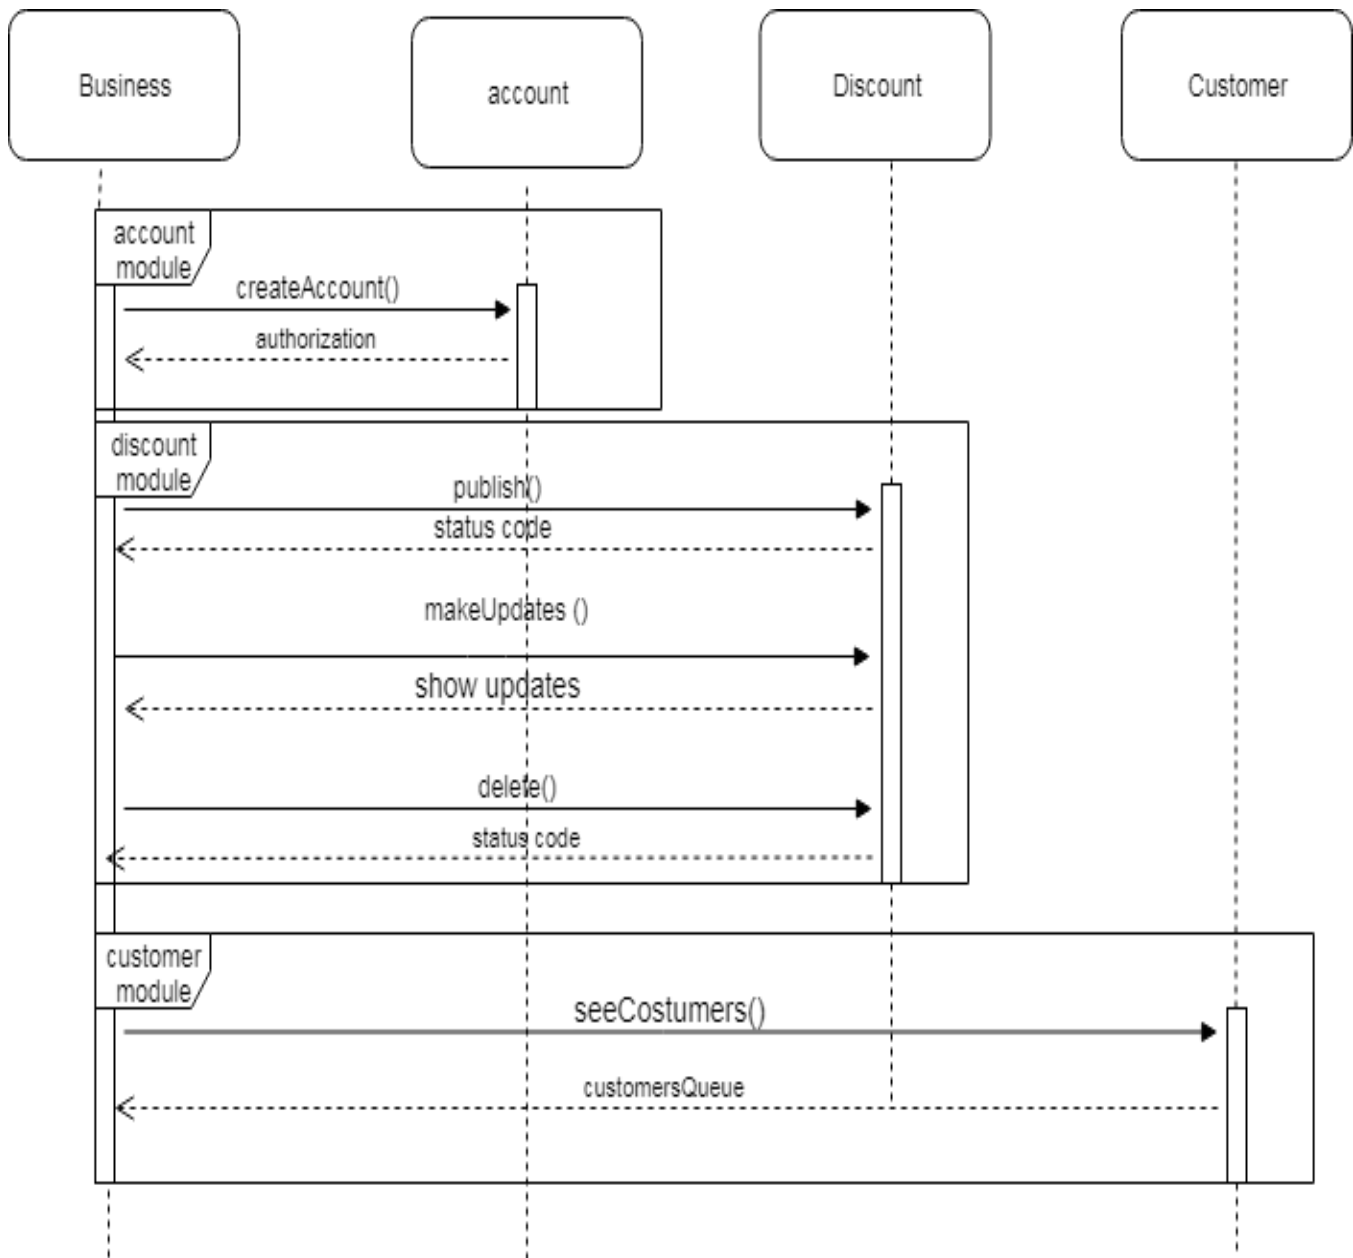 Business
account
Discount
Customer
account
module
createAccount()
authorization
discount
module
publish()
status code
makeUpdates ()
show updates
delete()
status code
customer
module
seeCostumers()
customersQueue